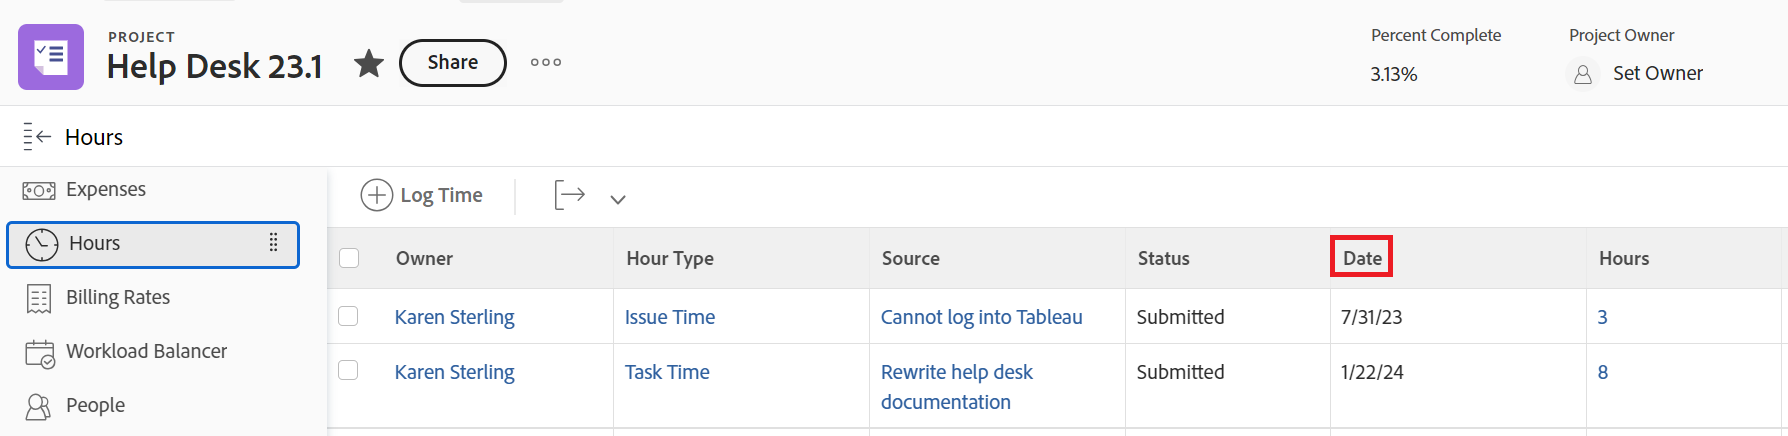 PROJECT
Help Desk 23.1
Share
Percent Complete
3.13%
Project Owner
Set Owner
Hours
Expenses
Hours
Billing Rates
Workload Balancer
People
Log Time
Owner Hour Type Source Status Date Hours
Karen Sterling Issue Time Cannot log into Tableau Submitted 7/31/23 3
Karen Sterling Task Time Rewrite help desk Submitted 1/22/24 8
documentation